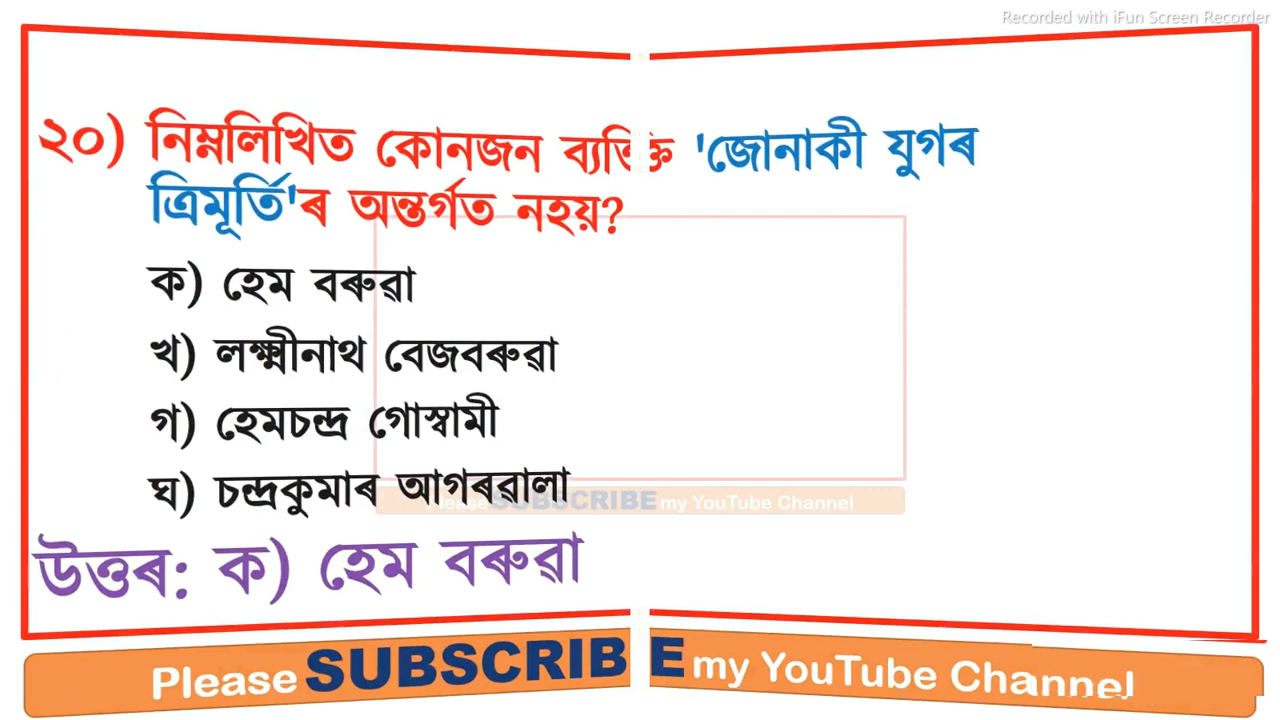 Recorded with iFun Screen Recorder
২০) নিম্নলিখিত কোনজন ব্যক্তি 'জোনাকী যুগৰ
ত্ৰিমূৰ্তি'ৰ অন্তৰ্গত নহয়?
ক) হেম বৰুৱা
খ) লক্ষ্মীনাথ বেজবৰুৱা
গ) হেমচন্দ্ৰ গোস্বামী
ঘ) চন্দ্ৰকুমাৰ আগৰৱালা
Please SUBSCRIBE my YouTube Channel
উত্তৰ: ক) হেম বৰুৱা
Please SUBSCRIBE my YouTube Channel